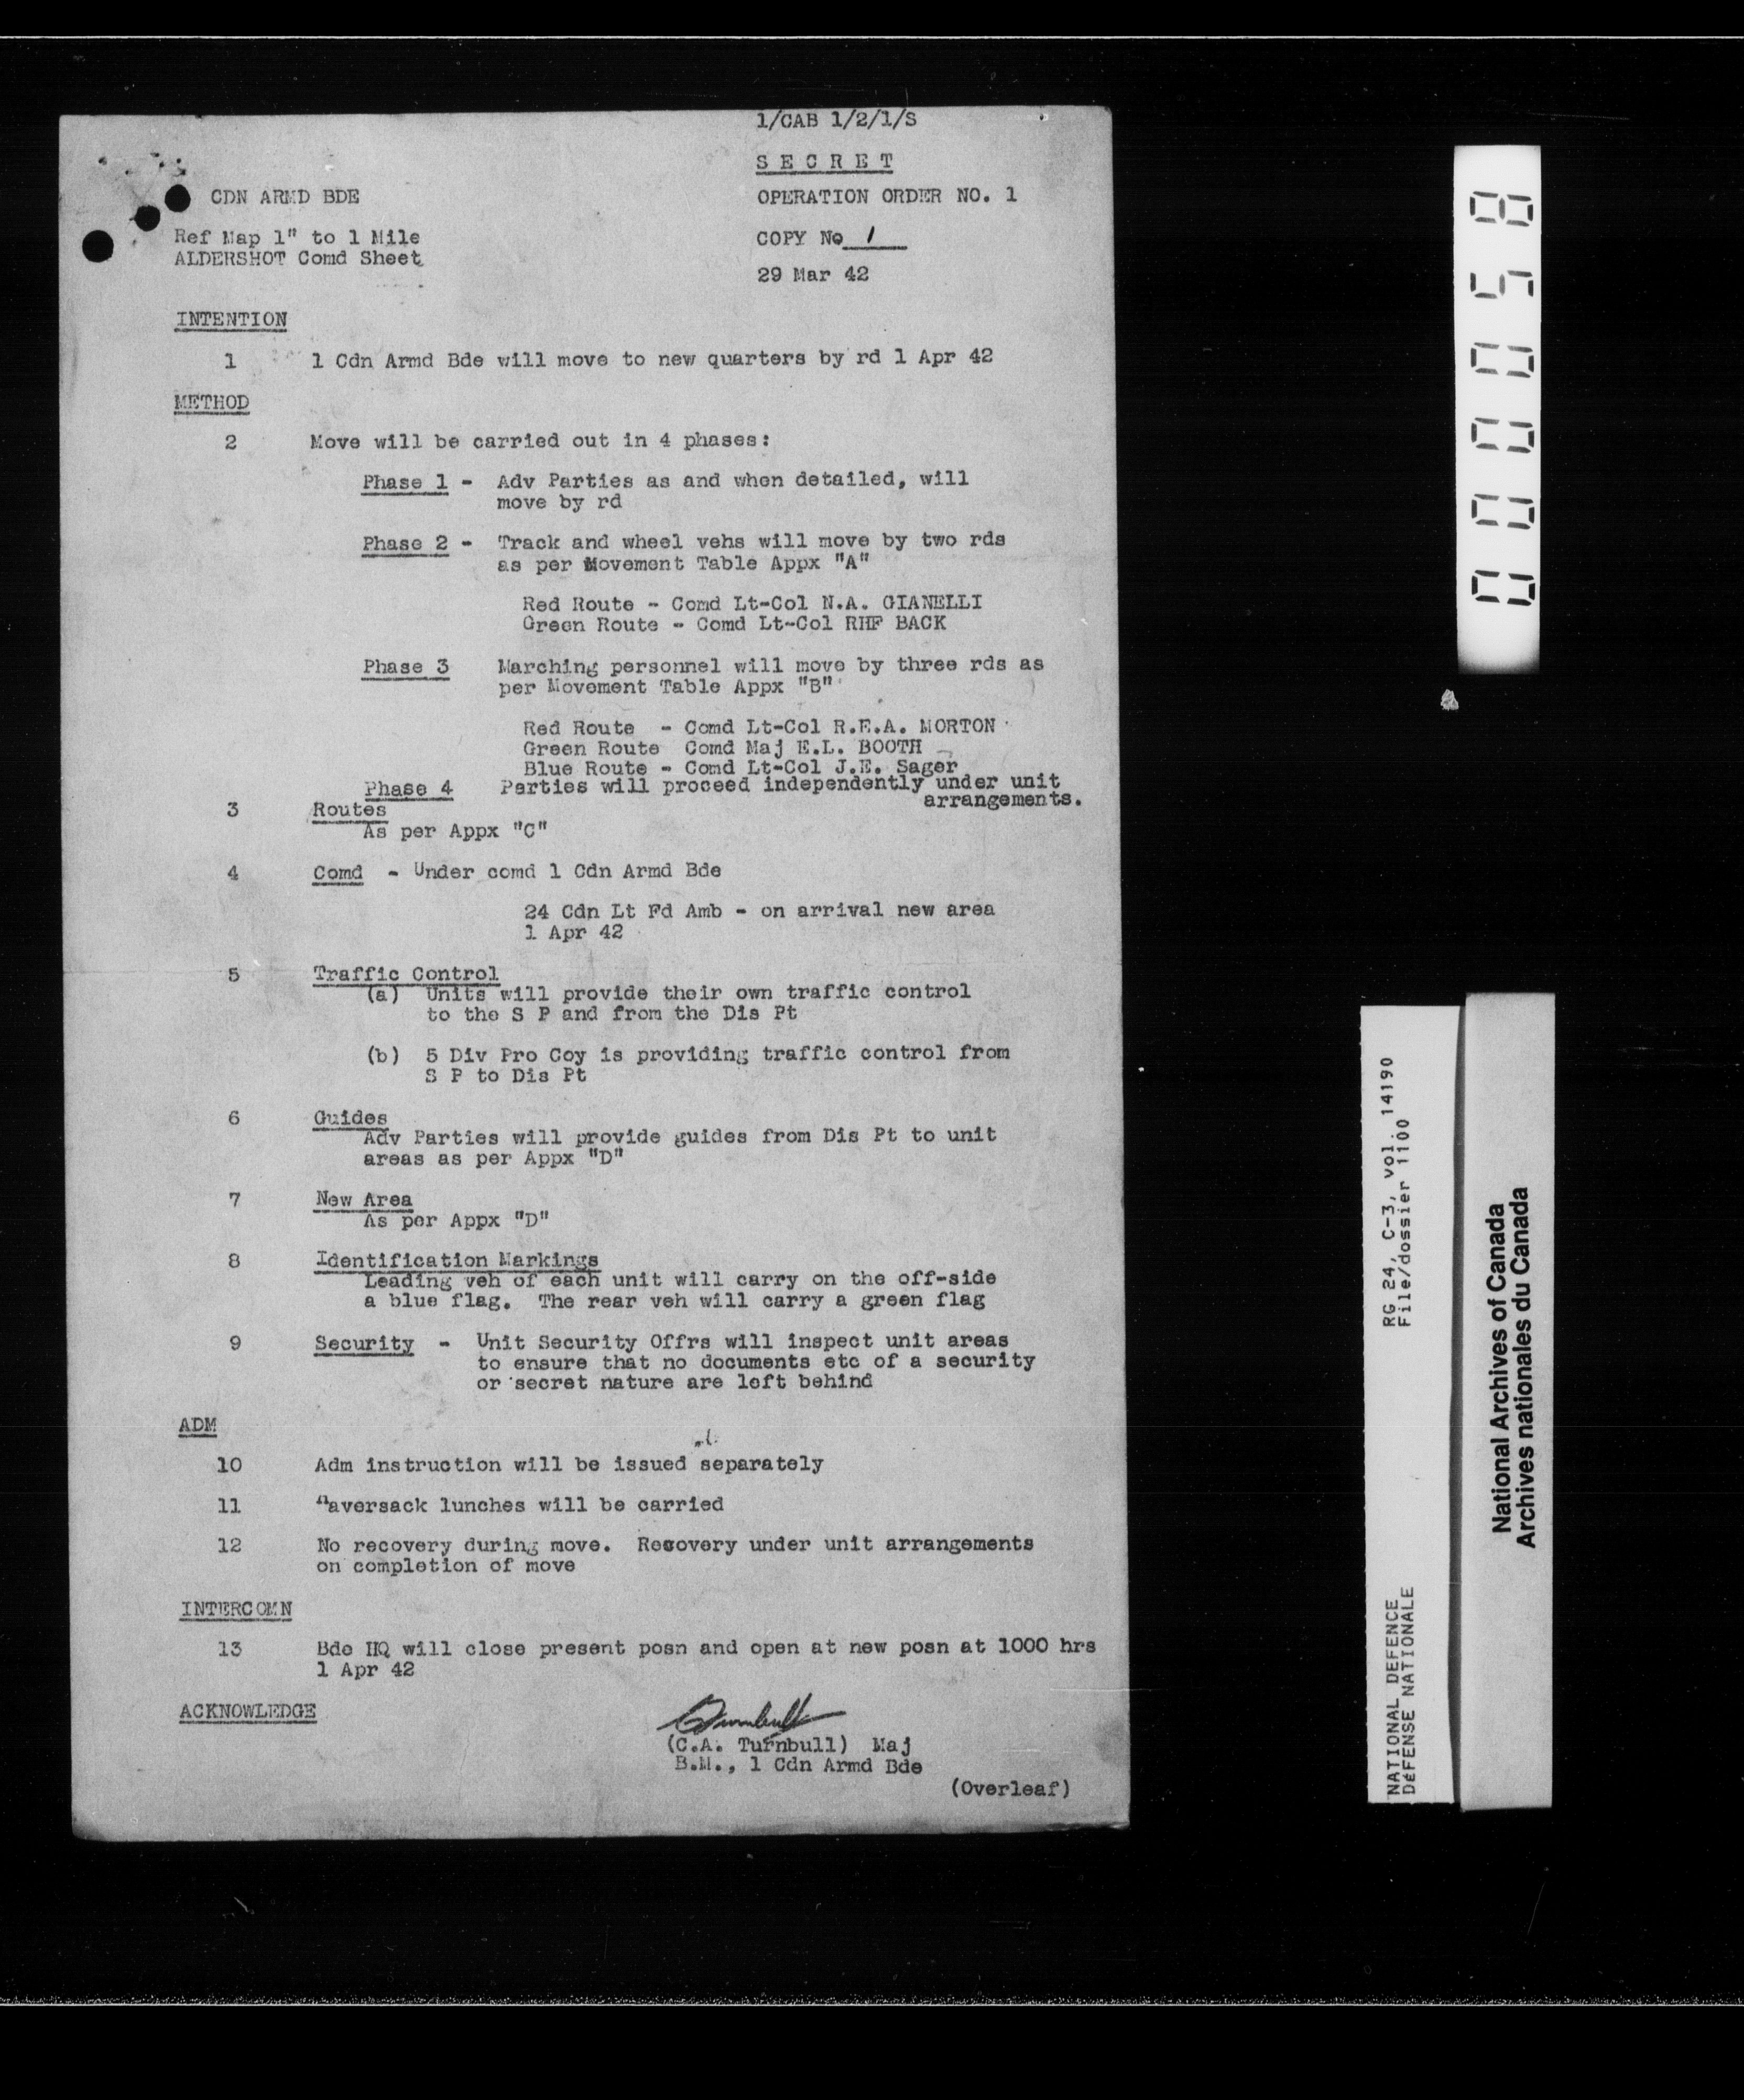 1/CAB 1/2/1/S
SECRET
CDN ARMD BDE
OPERATION ORDER NO. 1
Ref Map 1" to 1 Mile
ALDERSHOT Comd Sheet
COPY No 1
29 Mar 42
INTENTION
1 1 Cdn Armd Bde will move to new quarters by rd 1 Apr 42
METHOD
2 Move will be carried out in 4 phases:
Phase 1 - Adv Parties as and when detailed, will
move by rd
Phase 2 - Track and wheel vehs will move by two rds
as per Movement Table Appx "A"
Red Route - Comd Lt-Col N.A. GIANELLI
Green Route - Comd Lt-Col RHF BACK
Phase 3 Marching personnel will move by three rds as
per Movement Table Appx "B"
Red Route - Comd Lt-Col R.E.A. MORTON
Green Route Comd Maj E.L. BOOTH
Blue Route - Comd Lt-Col J.E. Sager
Phase 4 Parties will proceed independently under unit
arrangements.
3 Routes
As per Appx "C"
4 Comd - Under comd 1 Cdn Armd Bde
24 Cdn Lt Fd Amb - on arrival new area
1 Apr 42
5 Traffic Control
(a) Units will provide their own traffic control
to the S P and from the Dis Pt
(b) 5 Div Pro Coy is providing traffic control from
S P to Dis Pt
6 Guides
Adv Parties will provide guides from Dis Pt to unit
areas as per Appx "D"
7 New Area
As per Appx "D"
8 Identification Markings
Leading veh of each unit will carry on the off-side
a blue flag. The rear veh will carry a green flag
9 Security - Unit Security Offrs will inspect unit areas
to ensure that no documents etc of a security
or secret nature are left behind
ADM
10 Adm instruction will be issued separately
11 Haversack lunches will be carried
12 No recovery during move. Recovery under unit arrangements
on completion of move
INTERCOMN
13 Bde HQ will close present posn and open at new posn at 1000 hrs
1 Apr 42
ACKNOWLEDGE
Turnbull
(C.A. Turnbull) Maj
B.M., 1 Cdn Armd Bde
(Overleaf)
000058
NATIONAL DEFENCE RG 24, C-3, vol. 14190
DÉFENSE NATIONALE File/dossier 1100
National Archives of Canada
Archives nationales du Canada